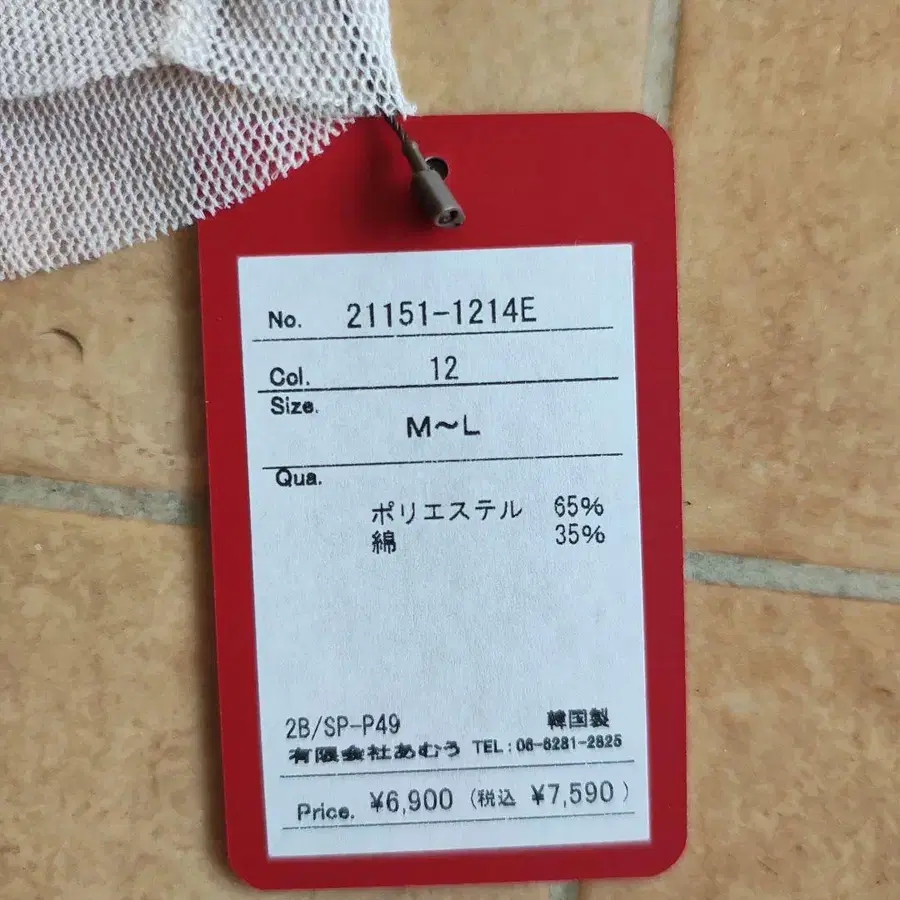 No. 21151-1214E
Col. 12
Size.
M~L
Qua.
ポリエステル 65%
綿 35%
2B/SP-P49 韓国製
有限会社あむう TEL:06-6281-2825
Price. ¥6,900 (税込 ¥7,590)